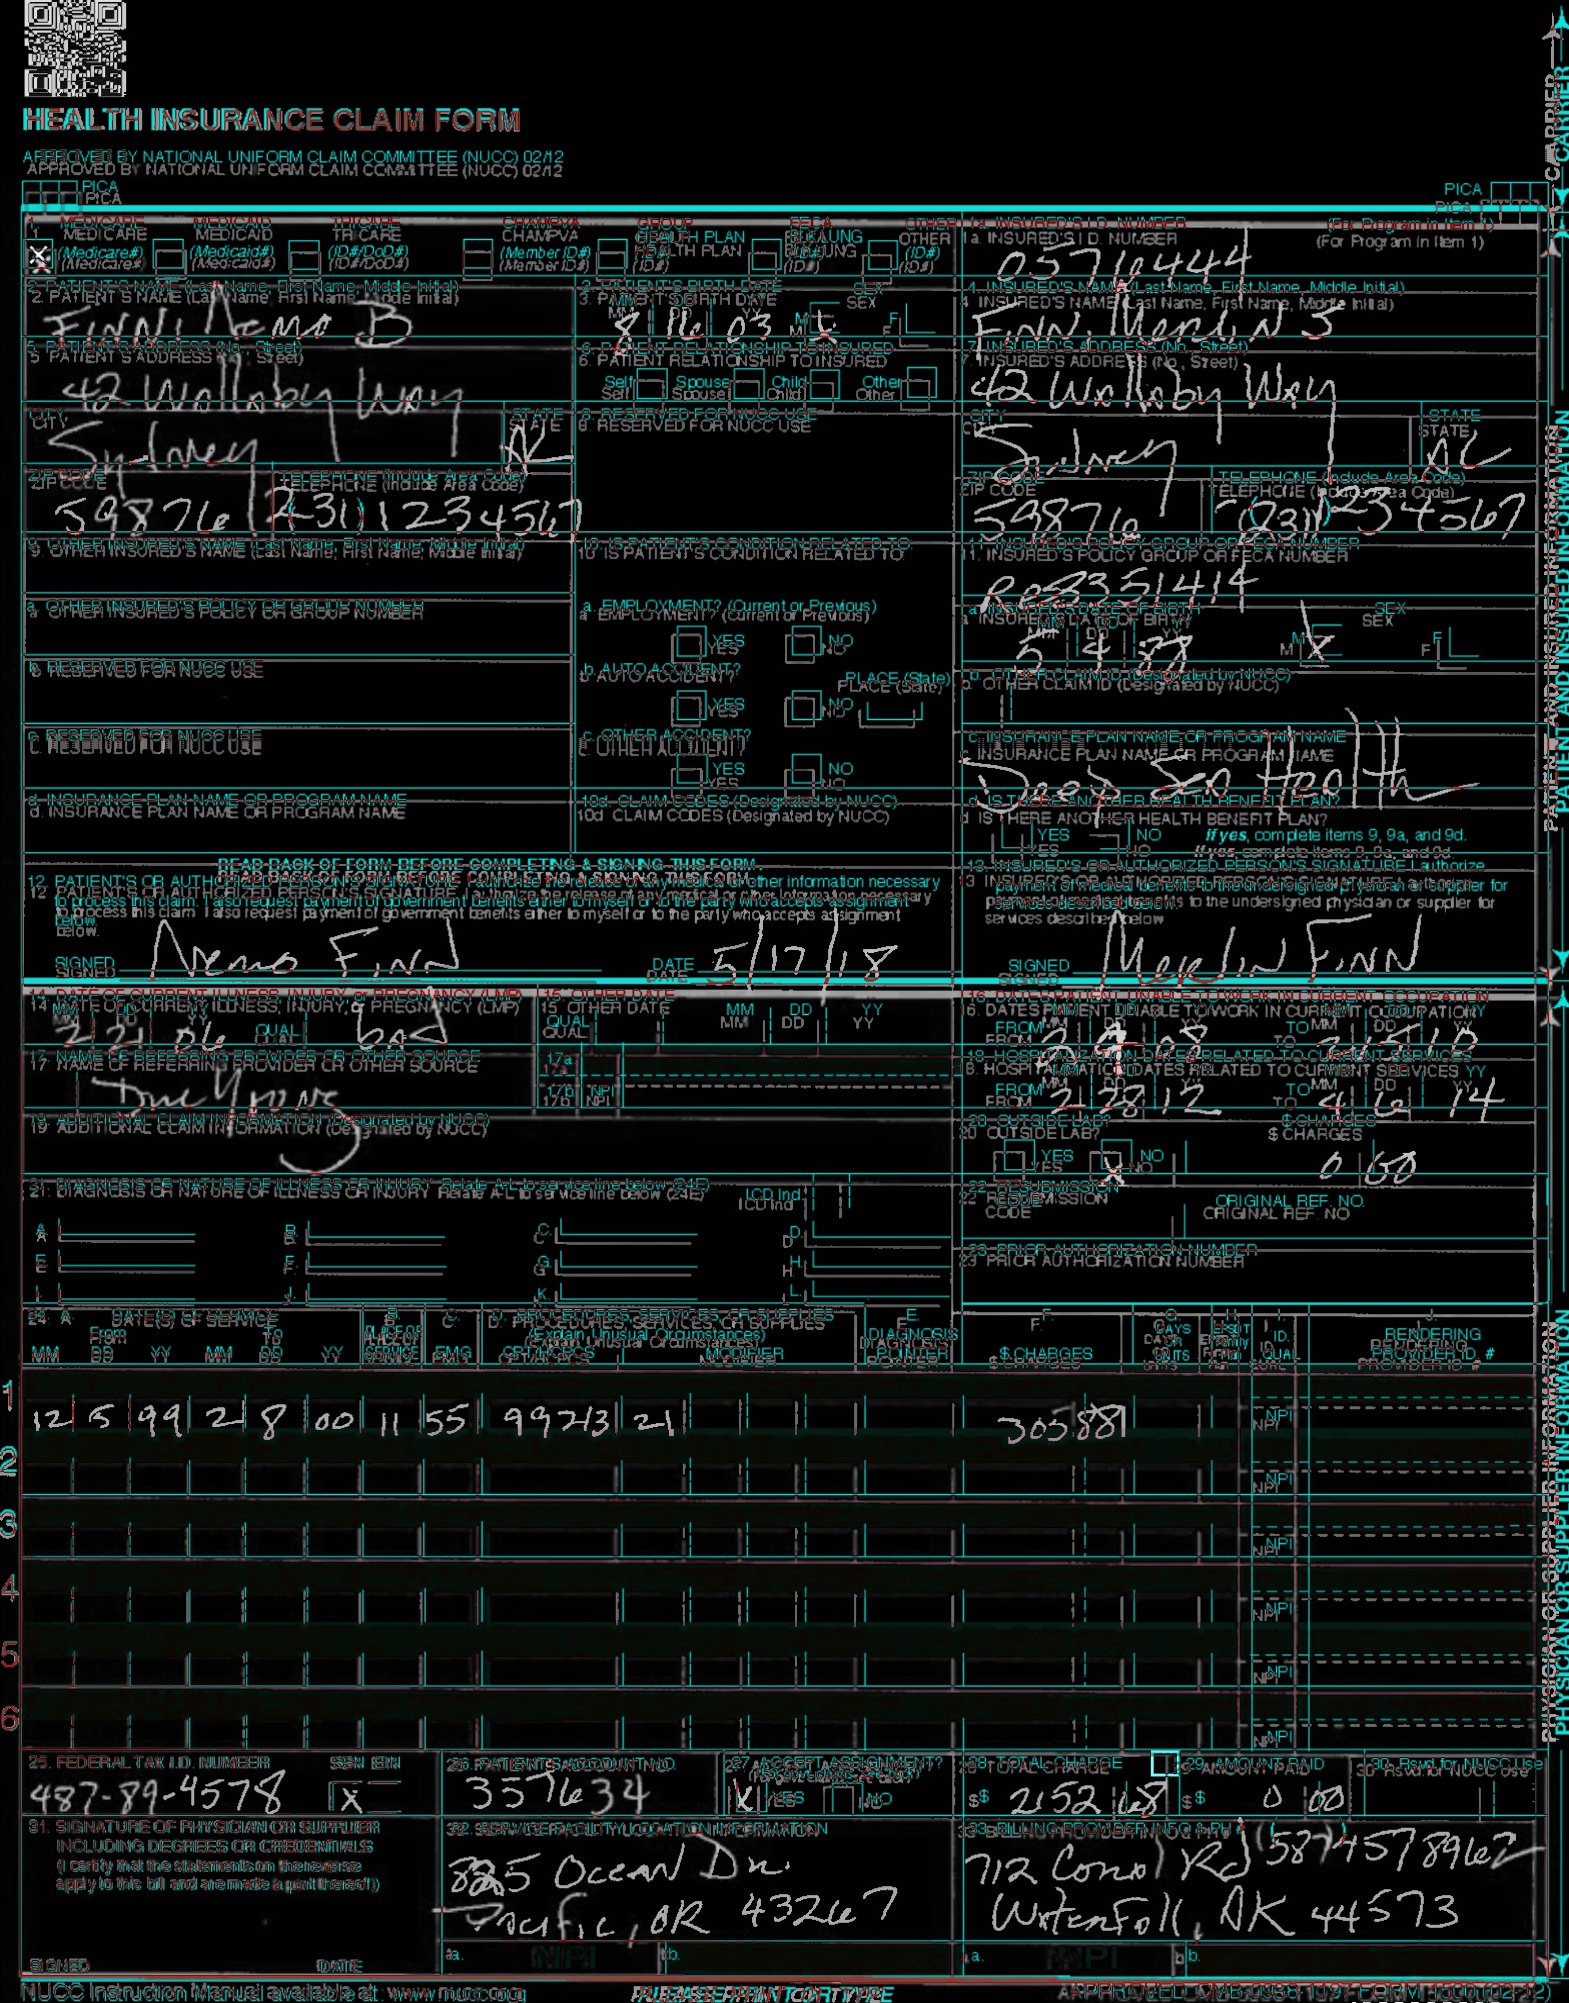 HEALTH INSURANCE CLAIM FORM
APPROVED BY NATIONAL UNIFORM CLAIM COMMITTEE (NUCC) 02/12
PICA PICA
1. MEDICARE MEDICAID TRICARE CHAMPVA GROUP HEALTH PLAN FECA BLK LUNG OTHER
(Medicare#) (Medicaid#) (ID#/DoD#) (Member ID#) (ID#) (ID#) (ID#)
X
1a. INSURED'S I.D. NUMBER (For Program in Item 1)
05716444
2. PATIENT'S NAME (Last Name, First Name, Middle Initial)
FINN, Nemo B
3. PATIENT'S BIRTH DATE SEX
MM DD YY M F
8 16 03 X
4. INSURED'S NAME (Last Name, First Name, Middle Initial)
FINN, Merlin J
5. PATIENT'S ADDRESS (No., Street)
42 Wallaby Way
6. PATIENT RELATIONSHIP TO INSURED
Self Spouse Child Other
7. INSURED'S ADDRESS (No., Street)
42 Wallaby Way
CITY STATE
Sydney AK
8. RESERVED FOR NUCC USE
CITY STATE
Sydney
ZIP CODE TELEPHONE (Include Area Code)
59876 (231) 1234567
ZIP CODE TELEPHONE (Include Area Code)
59876 (231) 1234567
9. OTHER INSURED'S NAME (Last Name, First Name, Middle Initial)
10. IS PATIENT'S CONDITION RELATED TO:
11. INSURED'S POLICY GROUP OR FECA NUMBER
a. OTHER INSURED'S POLICY OR GROUP NUMBER
a. EMPLOYMENT? (Current or Previous)
YES NO
a. INSURED'S DATE OF BIRTH SEX
MM DD YY M F
5 4 88 X
b. RESERVED FOR NUCC USE
b. AUTO ACCIDENT? PLACE (State)
YES NO
b. OTHER CLAIM ID (Designated by NUCC)
c. RESERVED FOR NUCC USE
c. OTHER ACCIDENT?
YES NO
c. INSURANCE PLAN NAME OR PROGRAM NAME
Deep Sea Health
d. INSURANCE PLAN NAME OR PROGRAM NAME
10d. CLAIM CODES (Designated by NUCC)
d. IS THERE ANOTHER HEALTH BENEFIT PLAN?
YES NO If yes, complete items 9, 9a, and 9d.
READ BACK OF FORM BEFORE COMPLETING & SIGNING THIS FORM.
12. PATIENT'S OR AUTHORIZED PERSON'S SIGNATURE I authorize the release of any medical or other information necessary
to process this claim. I also request payment of government benefits either to myself or to the party who accepts assignment
below.
SIGNED Nemo Finn DATE 5/17/18
13. INSURED'S OR AUTHORIZED PERSON'S SIGNATURE I authorize
payment of medical benefits to the undersigned physician or supplier for
services described below.
SIGNED Merlin FINN
14. DATE OF CURRENT ILLNESS, INJURY, or PREGNANCY (LMP)
MM DD YY QUAL.
2 21 06 bad
15. OTHER DATE
QUAL. MM DD YY
16. DATES PATIENT UNABLE TO WORK IN CURRENT OCCUPATION
FROM MM DD YY TO MM DD YY
17. NAME OF REFERRING PROVIDER OR OTHER SOURCE
17a.
17b. NPI
18. HOSPITALIZATION DATES RELATED TO CURRENT SERVICES
FROM MM DD YY TO MM DD YY
2 28 12 4 6 14
19. ADDITIONAL CLAIM INFORMATION (Designated by NUCC)
20. OUTSIDE LAB? $ CHARGES
YES NO X 0 00
21. DIAGNOSIS OR NATURE OF ILLNESS OR INJURY Relate A-L to service line below (24E) ICD Ind.
A. B. C. D.
E. F. G. H.
I. J. K. L.
22. RESUBMISSION CODE ORIGINAL REF. NO.
23. PRIOR AUTHORIZATION NUMBER
24. A. DATE(S) OF SERVICE B. PLACE OF SERVICE C. EMG D. PROCEDURES, SERVICES, OR SUPPLIES E. DIAGNOSIS POINTER F. $ CHARGES G. DAYS OR UNITS H. EPSDT Family Plan I. ID. QUAL. J. RENDERING PROVIDER ID. #
From To (Explain Unusual Circumstances)
MM DD YY MM DD YY CPT/HCPCS MODIFIER
1 12 5 99 2 8 00 11 55 99213 21 305 88 NPI
2 NPI
3 NPI
4 NPI
5 NPI
6 NPI
25. FEDERAL TAX I.D. NUMBER SSN EIN
487-89-4578 X
26. PATIENT'S ACCOUNT NO.
357634
27. ACCEPT ASSIGNMENT?
X YES NO
28. TOTAL CHARGE
$ 2152 68
29. AMOUNT PAID
$ 0 00
30. Rsvd for NUCC Use
31. SIGNATURE OF PHYSICIAN OR SUPPLIER
INCLUDING DEGREES OR CREDENTIALS
(I certify that the statements on the reverse
apply to this bill and are made a part thereof.)
SIGNED DATE
32. SERVICE FACILITY LOCATION INFORMATION
825 Ocean Dr.
Pacific, OR 43267
a. NPI b.
33. BILLING PROVIDER INFO & PH #
712 Coral Rd (587) 4578962
Waterfall, AK 44573
a. NPI b.
NUCC Instruction Manual available at: www.nucc.org
PLEASE PRINT OR TYPE
CARRIER
PATIENT AND INSURED INFORMATION
PHYSICIAN OR SUPPLIER INFORMATION